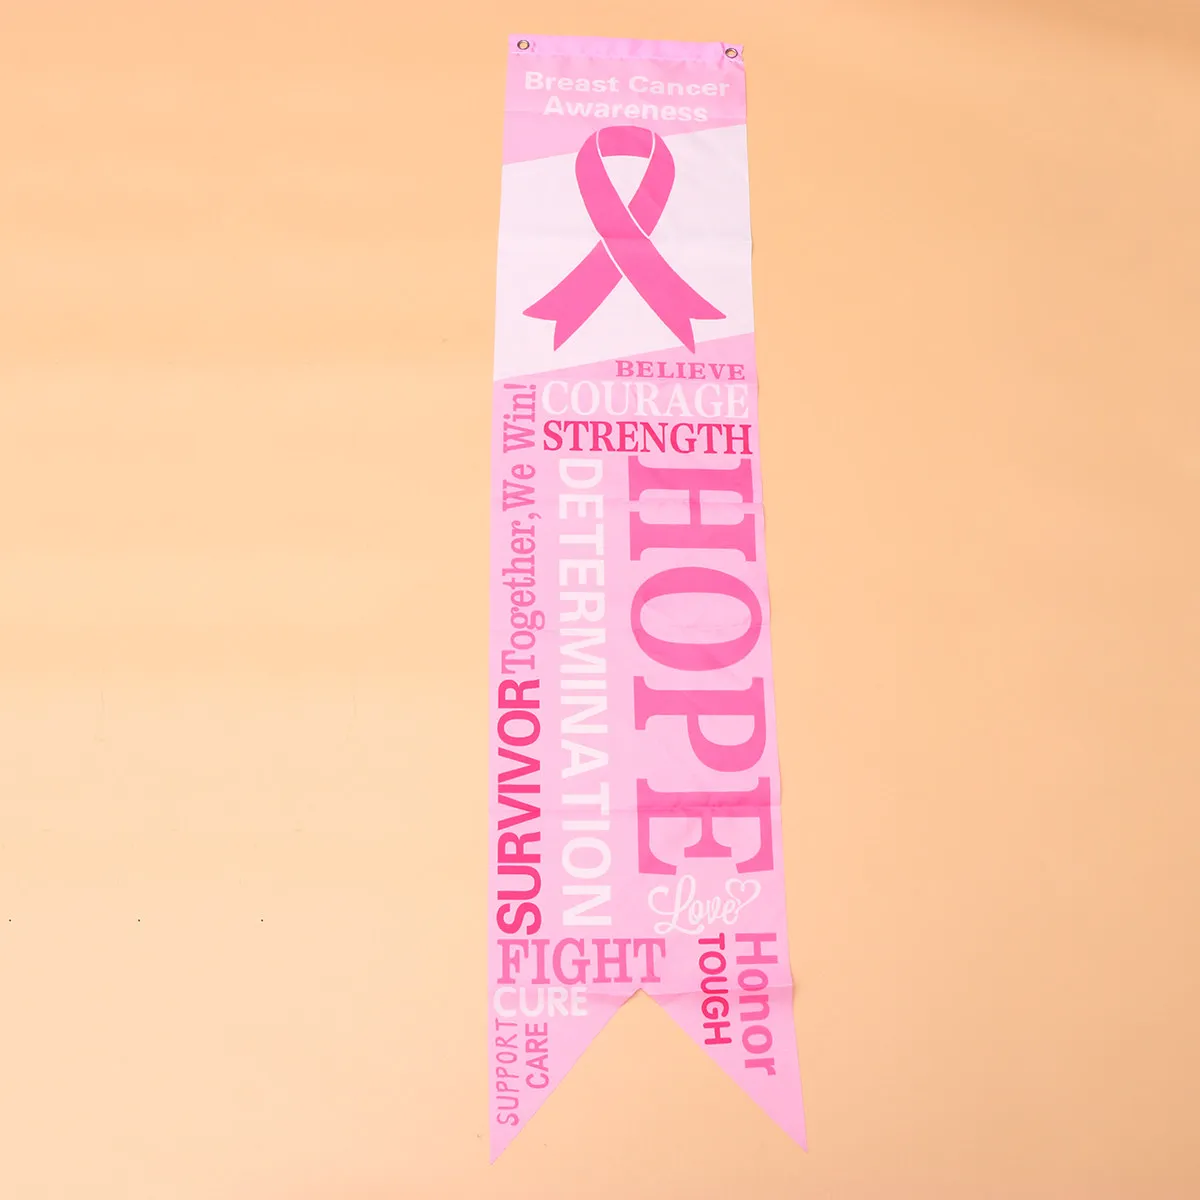 Breast Cancer
Awareness
BELIEVE
COURAGE
STRENGTH
Together, We Win!
DETERMINATION
HOPE
SURVIVOR
Love
FIGHT
CURE
SUPPORT
CARE
TOUGH
Honor